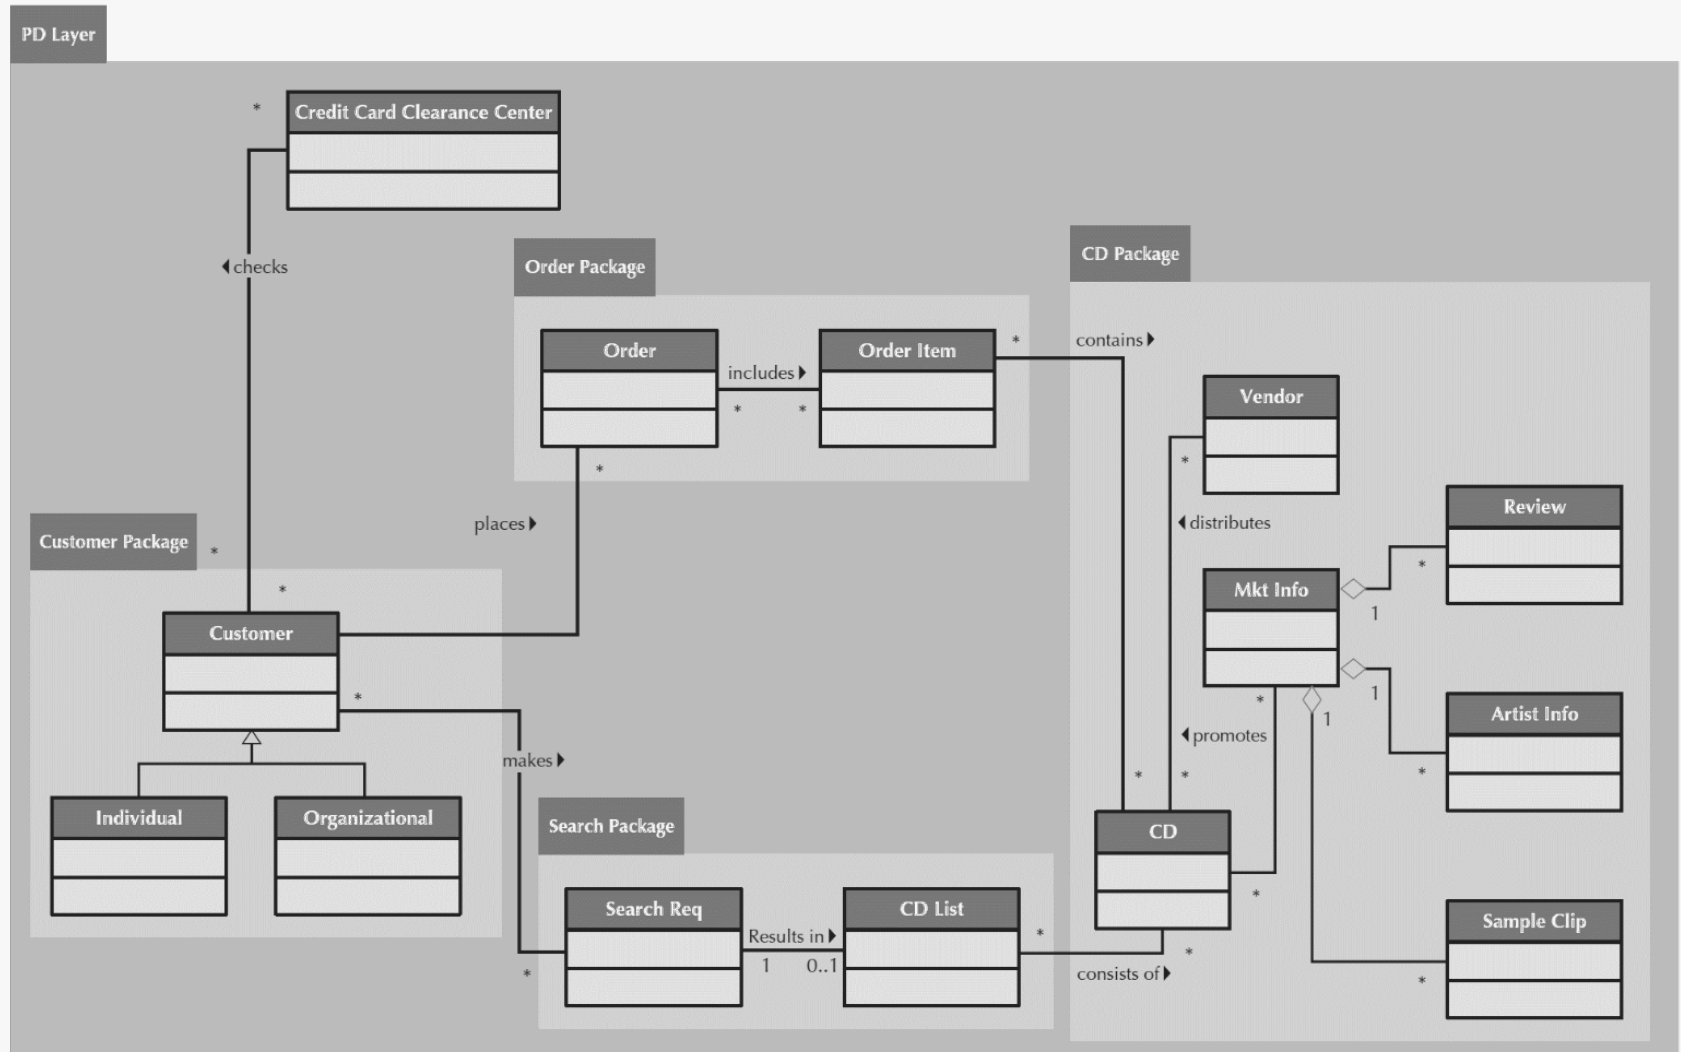 PD Layer
*
Credit Card Clearance Center
◀ checks
Order Package
Order
includes ▶
*
*
Order Item
*
contains ▶
*
places ▶
CD Package
Vendor
*
◀ distributes
Review
*
Mkt Info
1
1
*
1
◀ promotes
Artist Info
*
*
*
Customer Package
*
*
Customer
*
makes ▶
Individual
Organizational
Search Package
*
Search Req
Results in ▶
1
0..1
CD List
*
consists of ▶
*
CD
*
Sample Clip
*